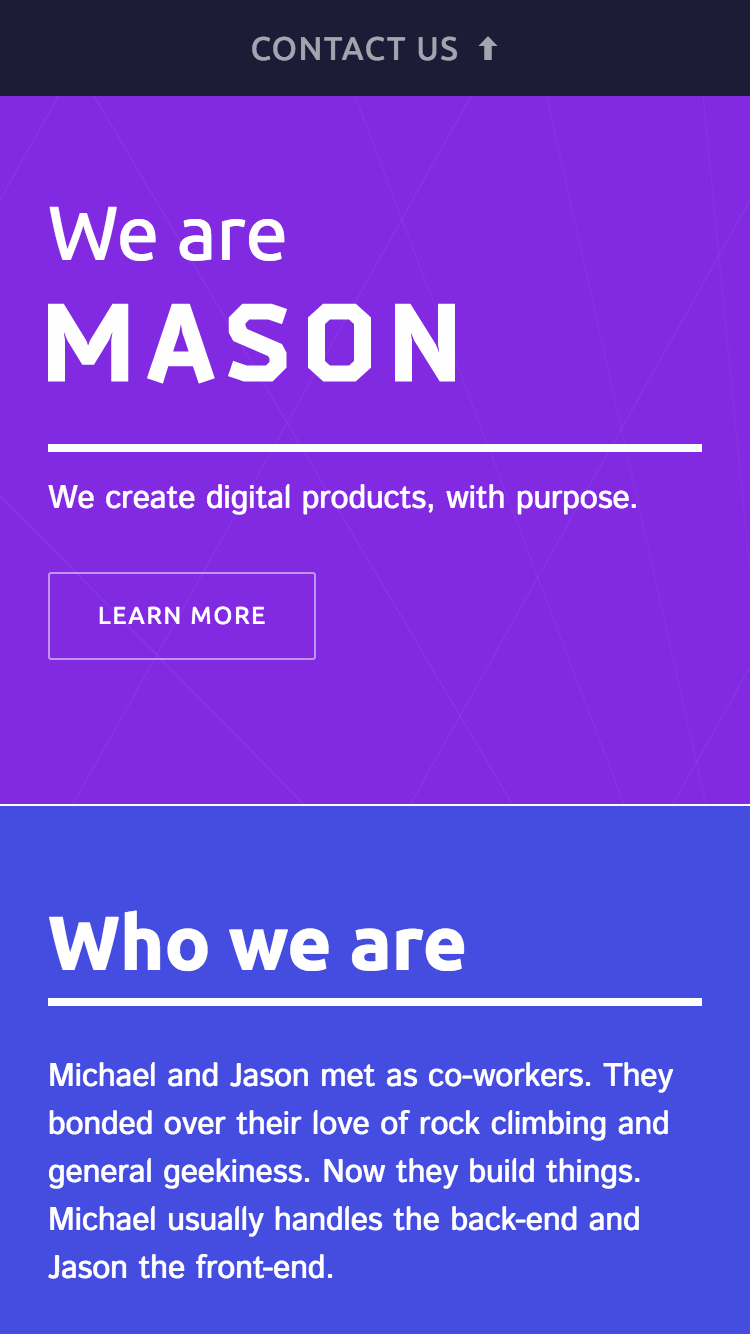 CONTACT US ⬆
We are
MASON
We create digital products, with purpose.
LEARN MORE
Who we are
Michael and Jason met as co-workers. They
bonded over their love of rock climbing and
general geekiness. Now they build things.
Michael usually handles the back-end and
Jason the front-end.